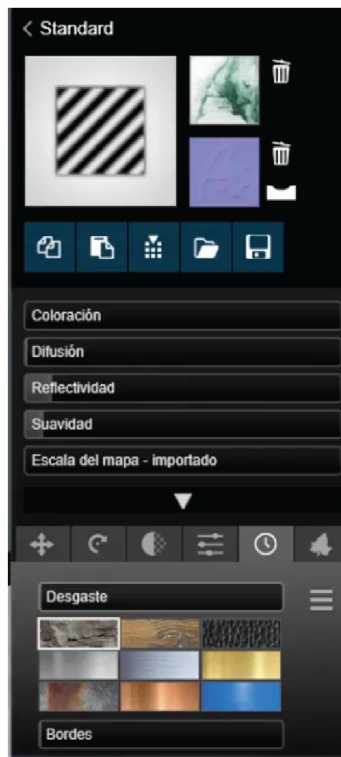 Standard
Coloración
Difusión
Reflectividad
Suavidad
Escala del mapa - importado
Desgaste
Bordes